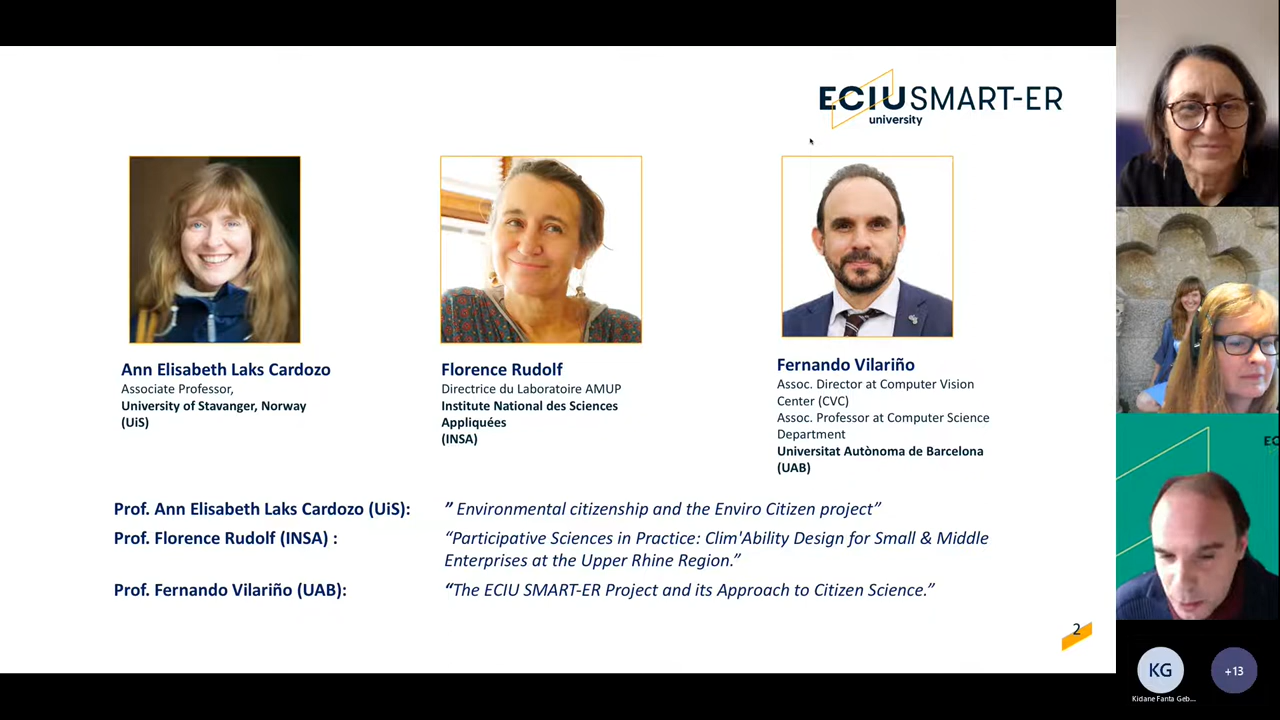 ECIU SMART-ER
university
Ann Elisabeth Laks Cardozo
Associate Professor,
University of Stavanger, Norway
(UiS)
Florence Rudolf
Directrice du Laboratoire AMUP
Institute National des Sciences
Appliquées
(INSA)
Fernando Vilariño
Assoc. Director at Computer Vision
Center (CVC)
Assoc. Professor at Computer Science
Department
Universitat Autònoma de Barcelona
(UAB)
Prof. Ann Elisabeth Laks Cardozo (UiS): ” Environmental citizenship and the Enviro Citizen project”
Prof. Florence Rudolf (INSA) : “Participative Sciences in Practice: Clim'Ability Design for Small & Middle
Enterprises at the Upper Rhine Region.”
Prof. Fernando Vilariño (UAB): “The ECIU SMART-ER Project and its Approach to Citizen Science.”
2
EC
KG
+13
Kidane Fanta Geb...